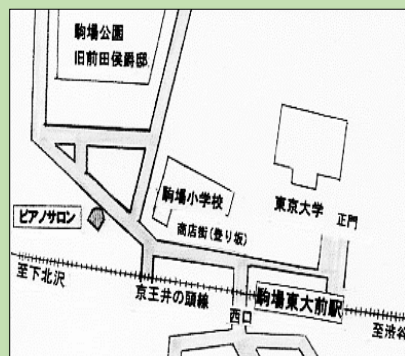 駒場公園
旧前田侯爵邸
駒場小学校
東京大学
正門
商店街(登り坂)
ピアノサロン
至下北沢
京王井の頭線
西口
駒場東大前駅
至渋谷